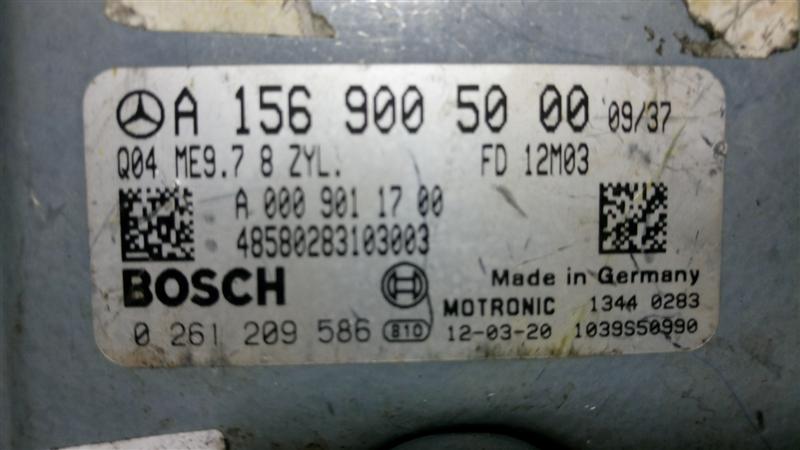 A 156 900 50 00 09/37
Q04 ME9.7 8 ZYL. FD 12M03
A 000 901 17 00
48580283103003
BOSCH Made in Germany
MOTRONIC 1344 0283
0 261 209 586 810 12-03-20 1039S50990